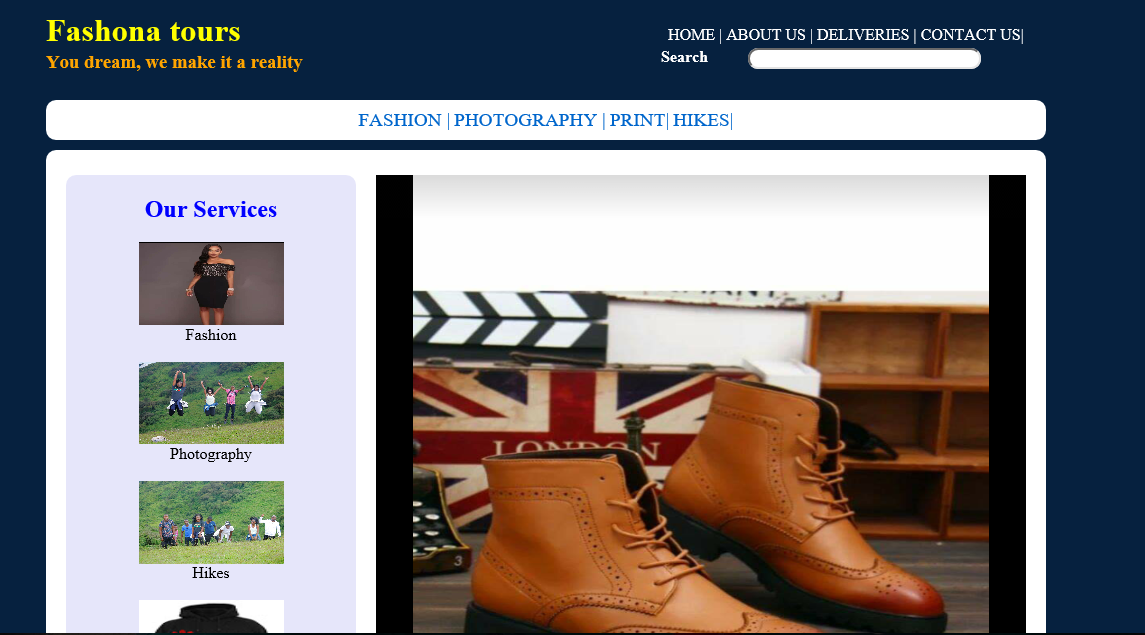 Fashona tours
You dream, we make it a reality
HOME | ABOUT US | DELIVERIES | CONTACT US|
Search
FASHION | PHOTOGRAPHY | PRINT| HIKES|
Our Services
Fashion
Photography
Hikes
LONDON
3